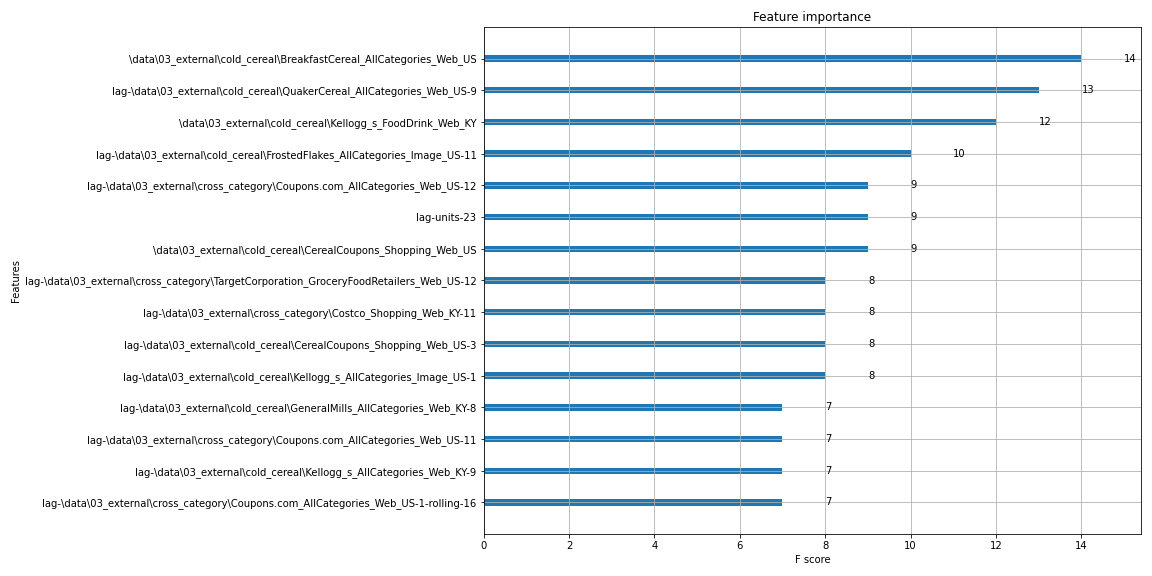 Feature importance
\data\03_external\cold_cereal\BreakfastCereal_AllCategories_Web_US 14
lag-\data\03_external\cold_cereal\QuakerCereal_AllCategories_Web_US-9 13
\data\03_external\cold_cereal\Kellogg_s_FoodDrink_Web_KY 12
lag-\data\03_external\cold_cereal\FrostedFlakes_AllCategories_Image_US-11 10
lag-\data\03_external\cross_category\Coupons.com_AllCategories_Web_US-12 9
lag-units-23 9
\data\03_external\cold_cereal\CerealCoupons_Shopping_Web_US 9
lag-\data\03_external\cross_category\TargetCorporation_GroceryFoodRetailers_Web_US-12 8
lag-\data\03_external\cross_category\Costco_Shopping_Web_KY-11 8
lag-\data\03_external\cold_cereal\CerealCoupons_Shopping_Web_US-3 8
lag-\data\03_external\cold_cereal\Kellogg_s_AllCategories_Image_US-1 8
lag-\data\03_external\cold_cereal\GeneralMills_AllCategories_Web_KY-8 7
lag-\data\03_external\cross_category\Coupons.com_AllCategories_Web_US-11 7
lag-\data\03_external\cold_cereal\Kellogg_s_AllCategories_Web_KY-9 7
lag-\data\03_external\cross_category\Coupons.com_AllCategories_Web_US-1-rolling-16 7
Features
0 2 4 6 8 10 12 14
F score